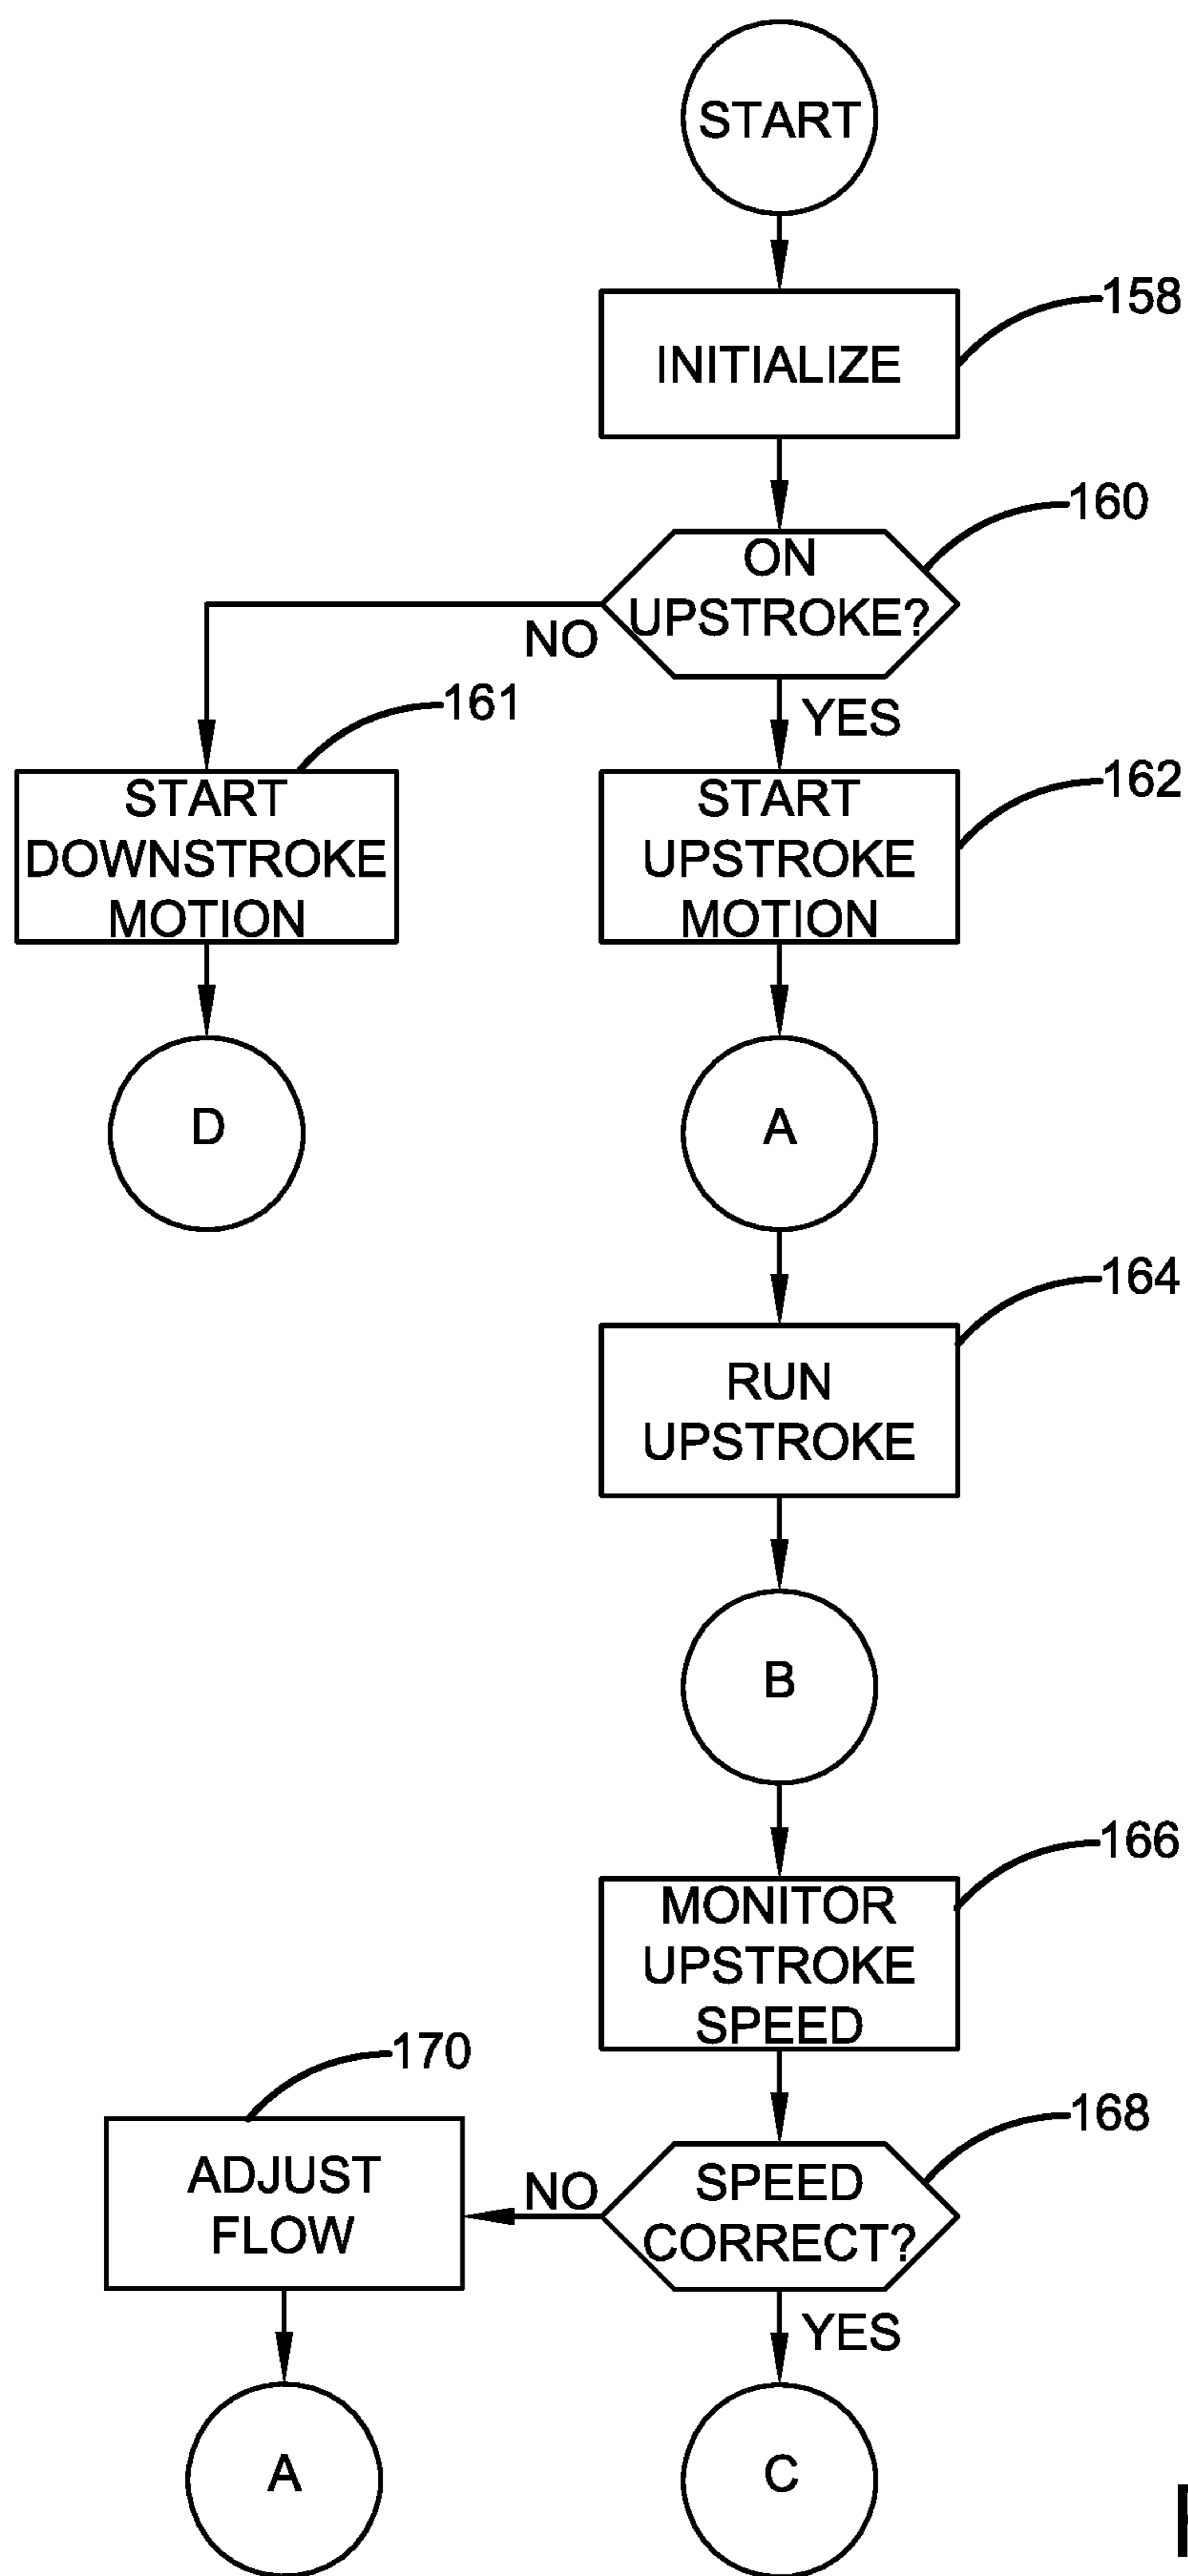 START
INITIALIZE
158
ON
UPSTROKE?
160
NO
YES
161
START
DOWNSTROKE
MOTION
START
UPSTROKE
MOTION
162
D
A
164
RUN
UPSTROKE
B
166
MONITOR
UPSTROKE
SPEED
170
168
ADJUST
FLOW
NO
SPEED
CORRECT?
YES
A
C